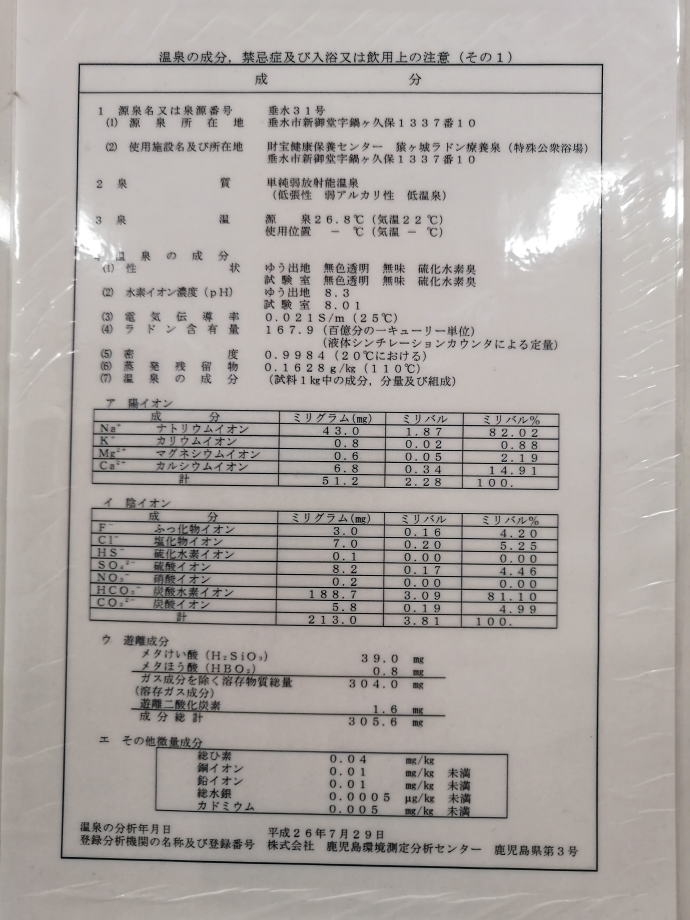 温泉の成分，禁忌症及び入浴又は飲用上の注意（その１）
成　　　分
１　源泉名又は泉源番号　垂水３１号
⑴　源泉所在地　垂水市新御堂字鍋ヶ久保１３３７番１０
⑵　使用施設名及び所在地　財宝健康保養センター　猿ヶ城ラドン療養泉（特殊公衆浴場）
垂水市新御堂字鍋ヶ久保１３３７番１０
２　泉　質　単純弱放射能温泉
（低張性　弱アルカリ性　低温泉）
３　泉　温　源　泉２６.８℃（気温２２℃）
使用位置　－　℃（気温　－　℃）
温泉の成分
⑴　性　状　ゆう出地　無色透明　無味　硫化水素臭
試験室　無色透明　無味　硫化水素臭
⑵　水素イオン濃度（ｐＨ）　ゆう出地　８.３
試験室　８.０１
⑶　電気伝導率　０.０２１Ｓ/ｍ（２５℃）
⑷　ラドン含有量　１６７.９（百億分の一キューリー単位）
（液体シンチレーションカウンタによる定量）
⑸　密　度　０.９９８４（２０℃における）
⑹　蒸発残留物　０.１６２８ｇ/㎏（１１０℃）
⑺　温泉の成分　（試料１㎏中の成分，分量及び組成）
ア　陽イオン
成　分　ミリグラム(㎎)　ミリバル　ミリバル％
Ｎａ⁺　ナトリウムイオン　４３.０　１.８７　８２.０２
Ｋ⁺　カリウムイオン　０.８　０.０２　０.８８
Ｍｇ²⁺　マグネシウムイオン　０.６　０.０５　２.１９
Ｃａ²⁺　カルシウムイオン　６.８　０.３４　１４.９１
計　５１.２　２.２８　１００.
イ　陰イオン
成　分　ミリグラム(㎎)　ミリバル　ミリバル％
Ｆ⁻　ふっ化物イオン　３.０　０.１６　４.２０
Ｃｌ⁻　塩化物イオン　７.０　０.２０　５.２５
ＨＳ⁻　硫化水素イオン　０.１　０.００　０.００
ＳＯ₄²⁻　硫酸イオン　８.２　０.１７　４.４６
ＮＯ₃⁻　硝酸イオン　０.２　０.００　０.００
ＨＣＯ₃⁻　炭酸水素イオン　１８８.７　３.０９　８１.１０
ＣＯ₃²⁻　炭酸イオン　５.８　０.１９　４.９９
計　２１３.０　３.８１　１００.
ウ　遊離成分
メタけい酸（Ｈ₂ＳｉＯ₃）　３９.０　㎎
メタほう酸（ＨＢＯ₂）　０.８　㎎
ガス成分を除く溶存物質総量　３０４.０　㎎
（溶存ガス成分）
遊離二酸化炭素　１.６　㎎
成分総計　３０５.６　㎎
エ　その他微量成分
総ひ素　０.０４　㎎/㎏
銅イオン　０.０１　㎎/㎏　未満
鉛イオン　０.０１　㎎/㎏　未満
総水銀　０.０００５　μg/㎏　未満
カドミウム　０.００５　㎎/㎏　未満
温泉の分析年月日　平成２６年７月２９日
登録分析機関の名称及び登録番号　株式会社　鹿児島環境測定分析センター　鹿児島県第３号